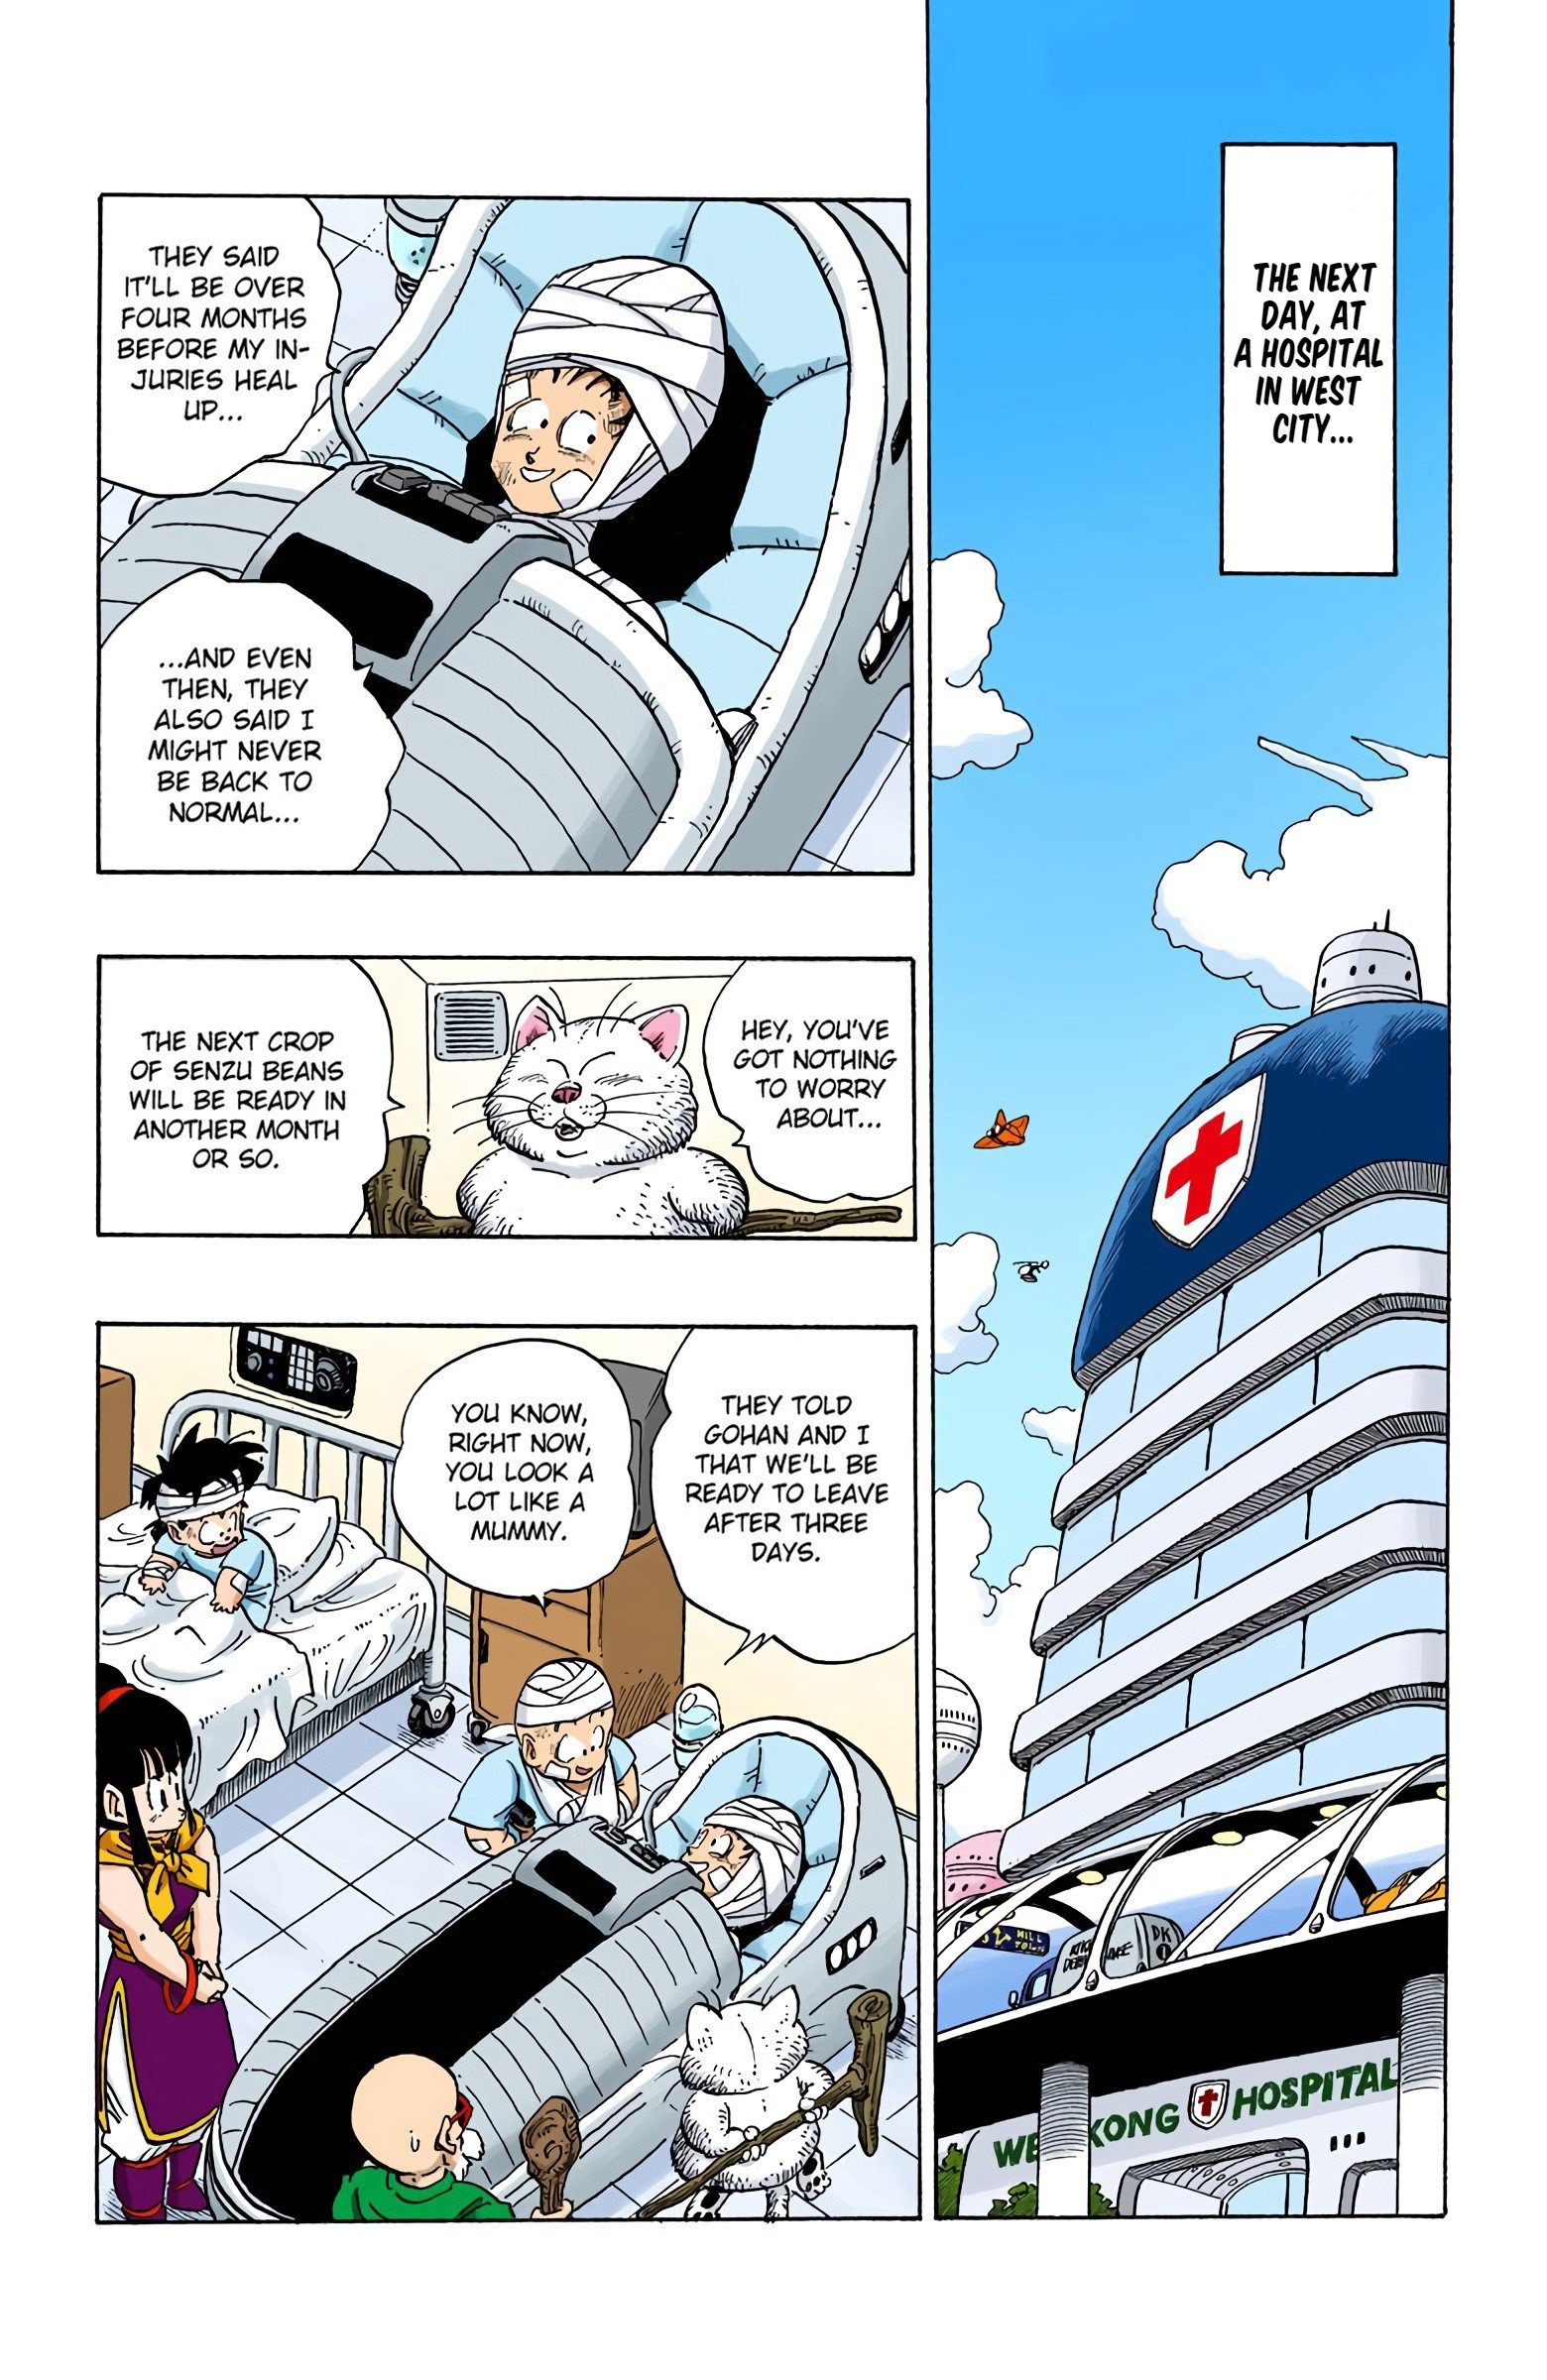 THE NEXT
DAY, AT
A HOSPITAL
IN WEST
CITY...
THEY SAID
IT'LL BE OVER
FOUR MONTHS
BEFORE MY IN-
JURIES HEAL
UP...
...AND EVEN
THEN, THEY
ALSO SAID I
MIGHT NEVER
BE BACK TO
NORMAL...
HEY, YOU'VE
GOT NOTHING
TO WORRY
ABOUT...
THE NEXT CROP
OF SENZU BEANS
WILL BE READY IN
ANOTHER MONTH
OR SO.
THEY TOLD
GOHAN AND I
THAT WE'LL BE
READY TO LEAVE
AFTER THREE
DAYS.
YOU KNOW,
RIGHT NOW,
YOU LOOK A
LOT LIKE A
MUMMY.
DK
HOSPITAL